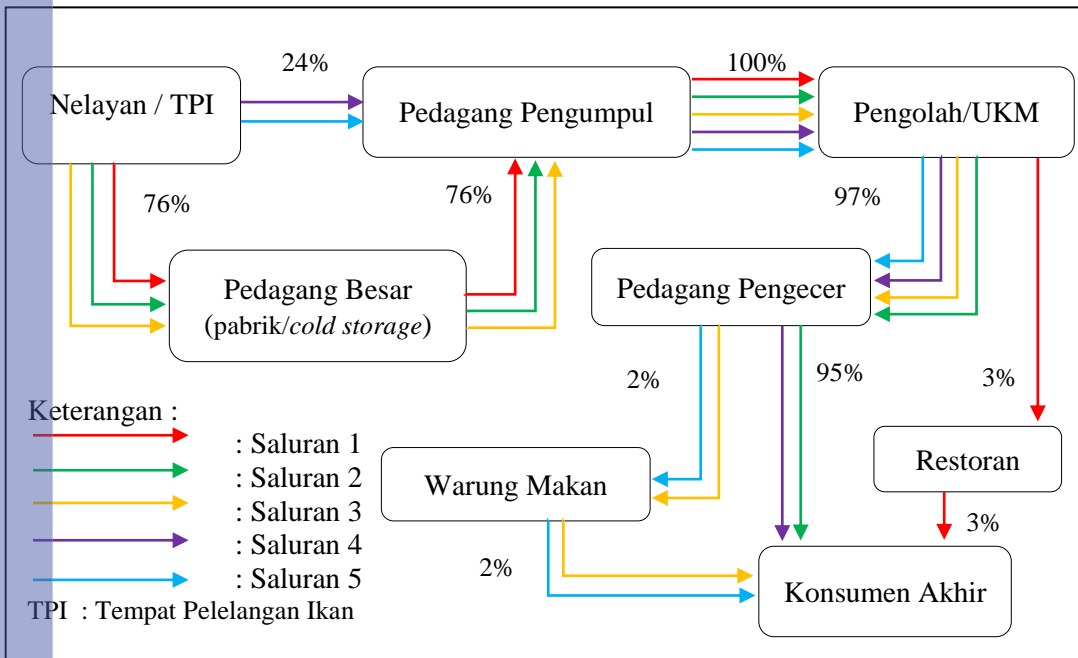 24%
100%
Nelayan / TPI
Pedagang Pengumpul
Pengolah/UKM
76%
76%
97%
Pedagang Besar
(pabrik/cold storage)
Pedagang Pengecer
2%
95%
3%
Keterangan :
: Saluran 1
: Saluran 2
: Saluran 3
: Saluran 4
: Saluran 5
TPI : Tempat Pelelangan Ikan
Warung Makan
Restoran
2%
3%
Konsumen Akhir